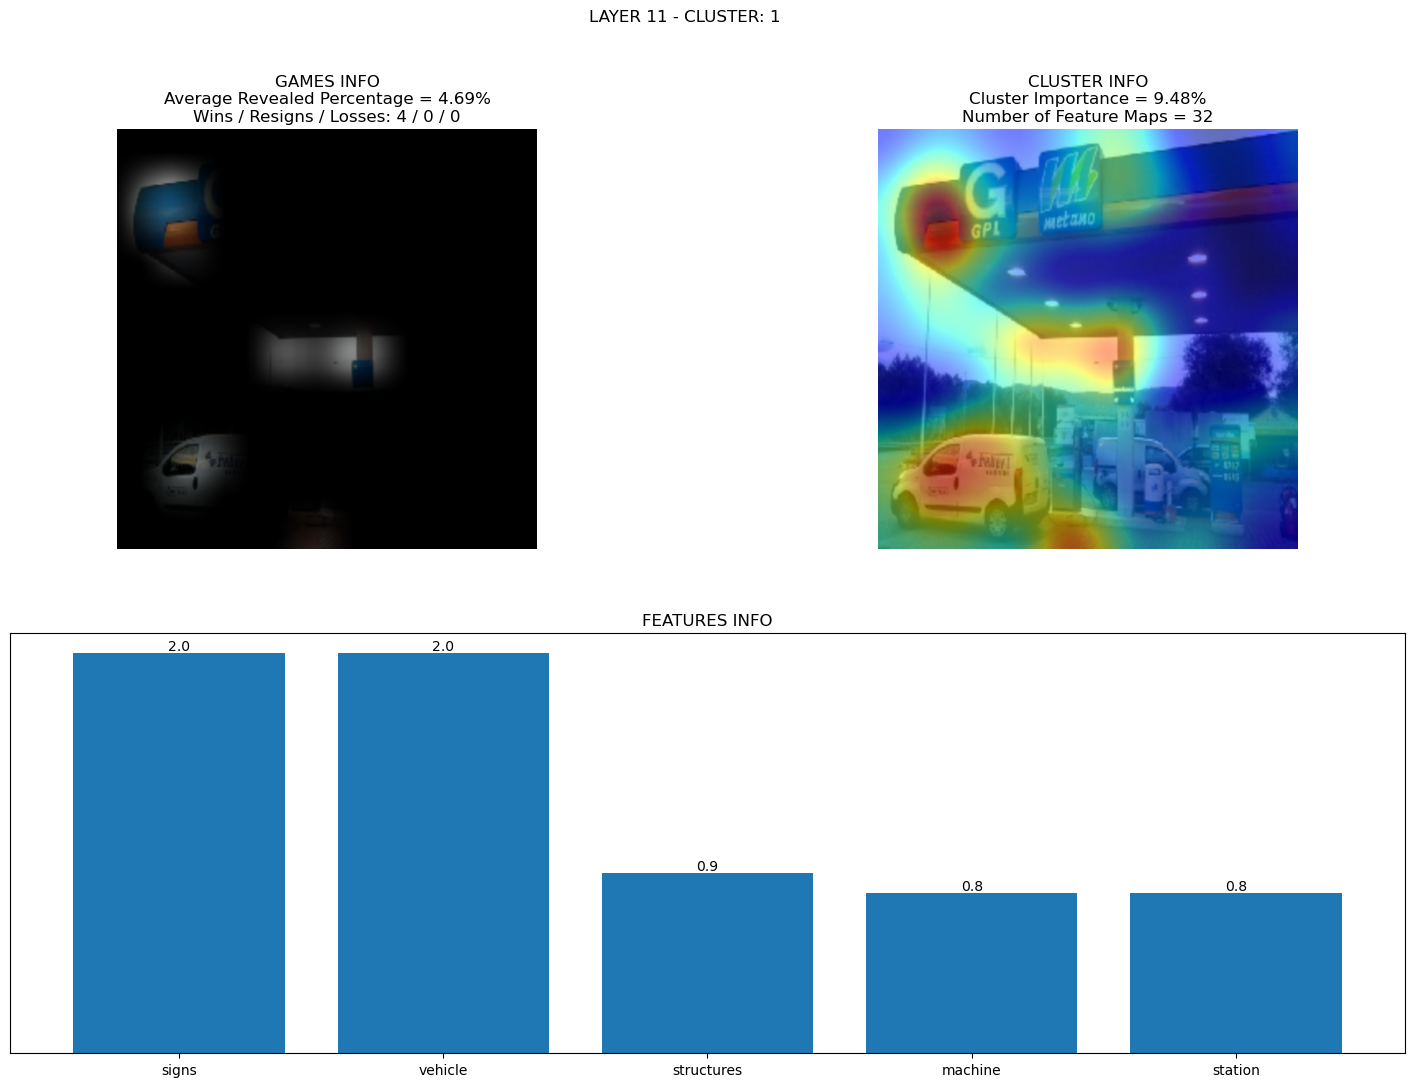 LAYER 11 - CLUSTER: 1
GAMES INFO
Average Revealed Percentage = 4.69%
Wins / Resigns / Losses: 4 / 0 / 0
CLUSTER INFO
Cluster Importance = 9.48%
Number of Feature Maps = 32
G
G
G
GPL
metano
FEATURES INFO
2.0
2.0
0.9
0.8
0.8
signs
vehicle
structures
machine
station